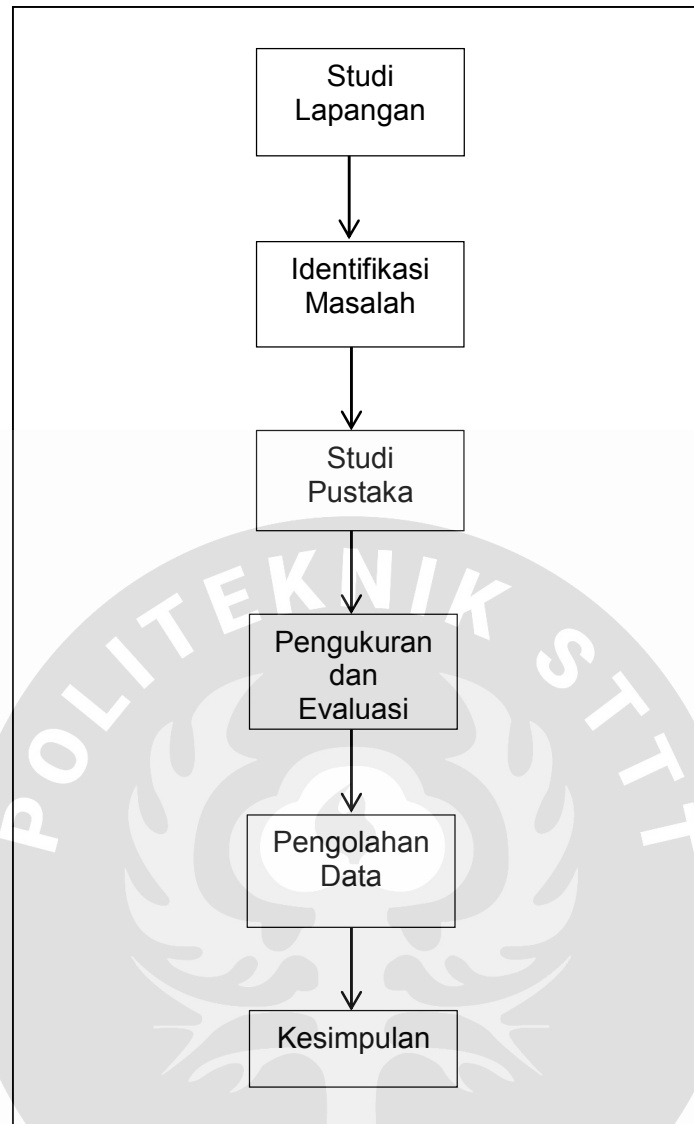 Studi
Lapangan
Identifikasi
Masalah
Studi
Pustaka
POLITEKNIK STTT
Pengukuran
dan
Evaluasi
Pengolahan
Data
Kesimpulan